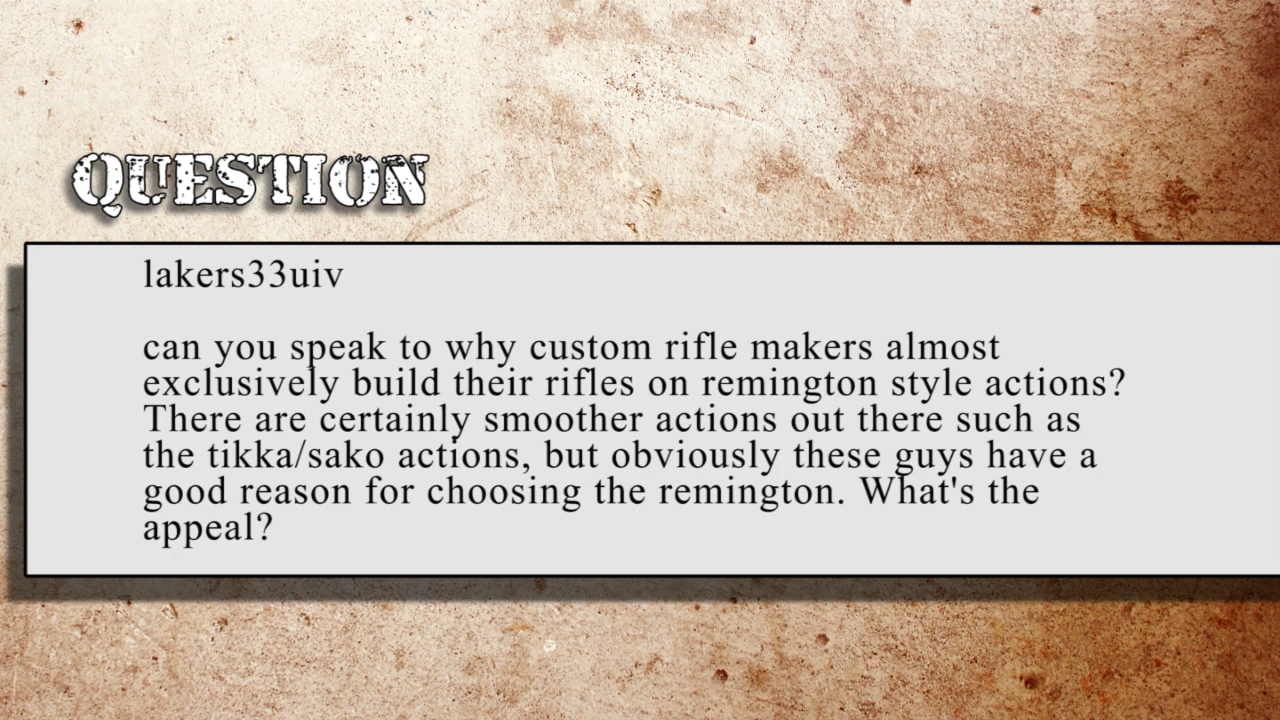 QUESTION
lakers33uiv
can you speak to why custom rifle makers almost
exclusively build their rifles on remington style actions?
There are certainly smoother actions out there such as
the tikka/sako actions, but obviously these guys have a
good reason for choosing the remington. What's the
appeal?